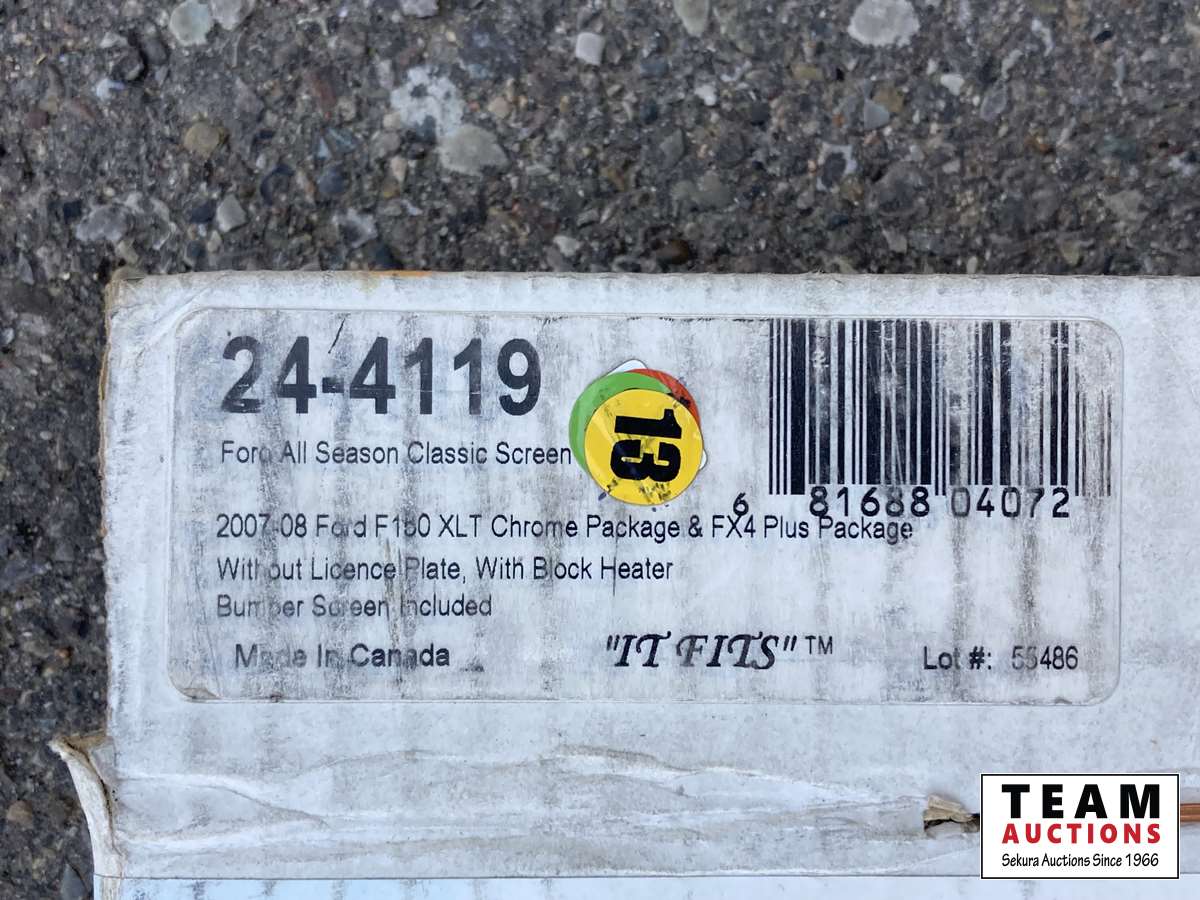 24-4119
Ford All Season Classic Screen
13
6 81688 04072
2007-08 Ford F150 XLT Chrome Package & FX4 Plus Package
Without Licence Plate, With Block Heater
Bumper Screen Included
Made In Canada
"IT FITS"™
Lot #: 55486
TEAM
AUCTIONS
Sekura Auctions Since 1966